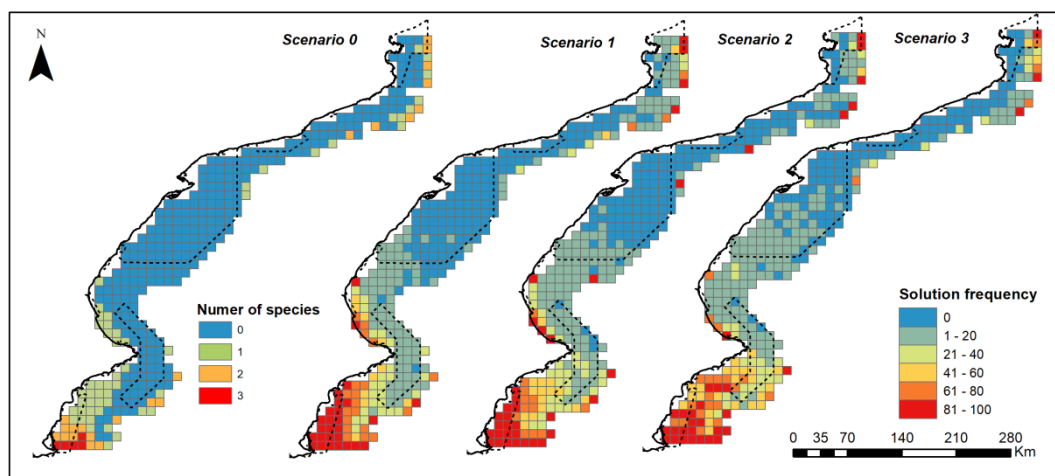 N
Scenario 0
Scenario 1
Scenario 2
Scenario 3
Numer of species
0
1
2
3
Solution frequency
0
1 - 20
21 - 40
41 - 60
61 - 80
81 - 100
0 35 70 140 210 280
Km